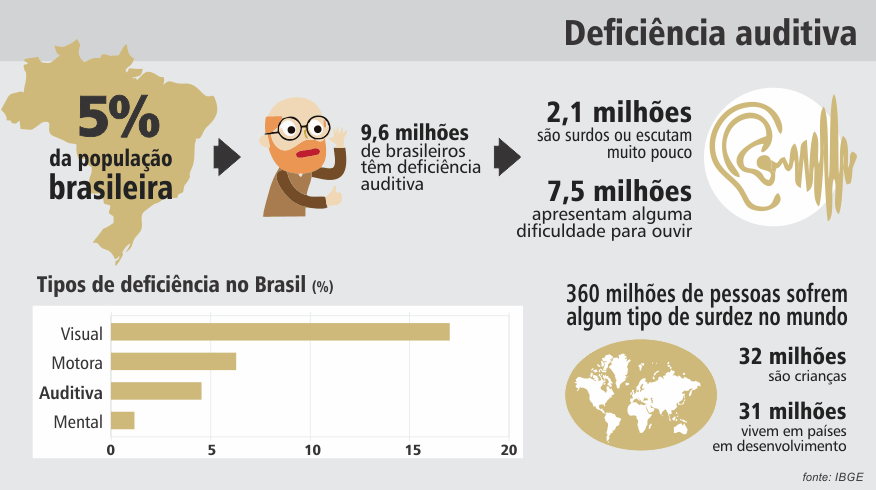 Deficiência auditiva
5%
da população
brasileira
9,6 milhões
de brasileiros
têm deficiência
auditiva
2,1 milhões
são surdos ou escutam
muito pouco
7,5 milhões
apresentam alguma
dificuldade para ouvir
Tipos de deficiência no Brasil (%)
Visual
Motora
Auditiva
Mental
0 5 10 15 20
360 milhões de pessoas sofrem
algum tipo de surdez no mundo
32 milhões
são crianças
31 milhões
vivem em países
em desenvolvimento
fonte: IBGE